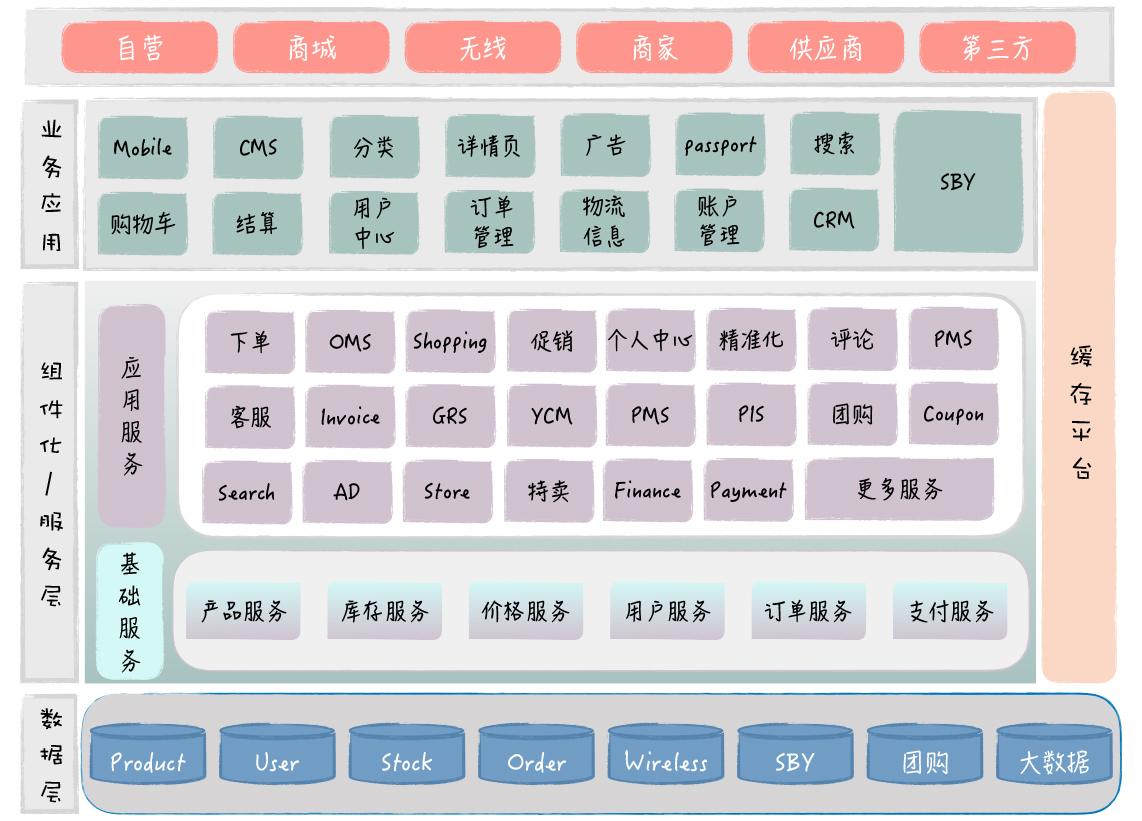 自营
商城
无线
商家
供应商
第三方
业务应用
Mobile
CMS
分类
详情页
广告
passport
搜索
SBY
购物车
结算
用户
中心
订单
管理
物流
信息
账户
管理
CRM
组件化/服务层
应用服务
下单
OMS
Shopping
促销
个人中心
精准化
评论
PMS
客服
Invoice
GRS
YCM
PMS
PIS
团购
Coupon
Search
AD
Store
特卖
Finance
Payment
更多服务
基础服务
产品服务
库存服务
价格服务
用户服务
订单服务
支付服务
缓存平台
数据层
Product
User
Stock
Order
Wireless
SBY
团购
大数据